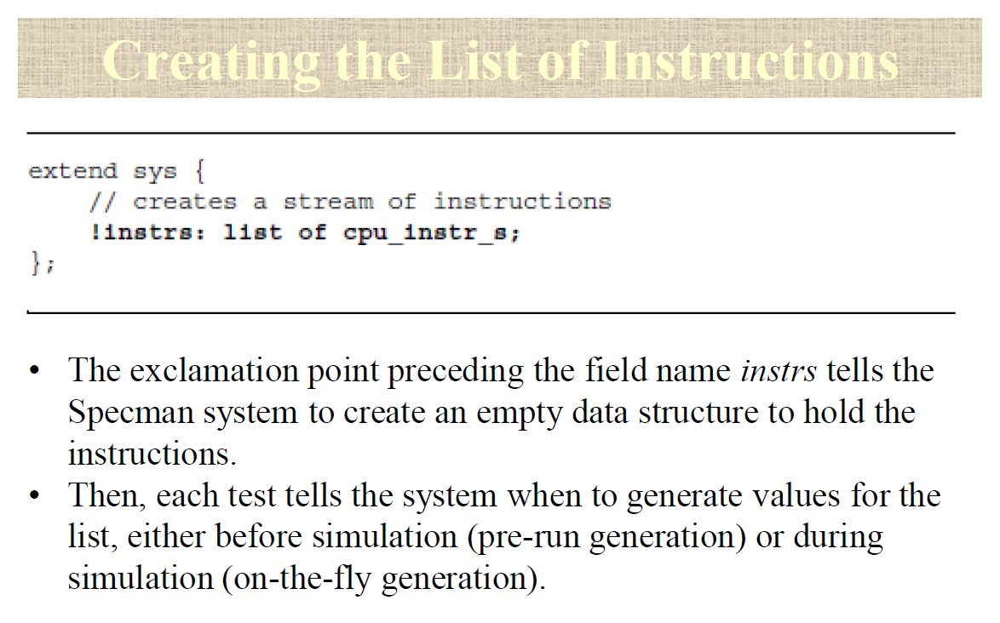 Creating the List of Instructions
extend sys {
// creates a stream of instructions
!instrs: list of cpu_instr_s;
};
• The exclamation point preceding the field name instrs tells the
Specman system to create an empty data structure to hold the
instructions.
• Then, each test tells the system when to generate values for the
list, either before simulation (pre-run generation) or during
simulation (on-the-fly generation).